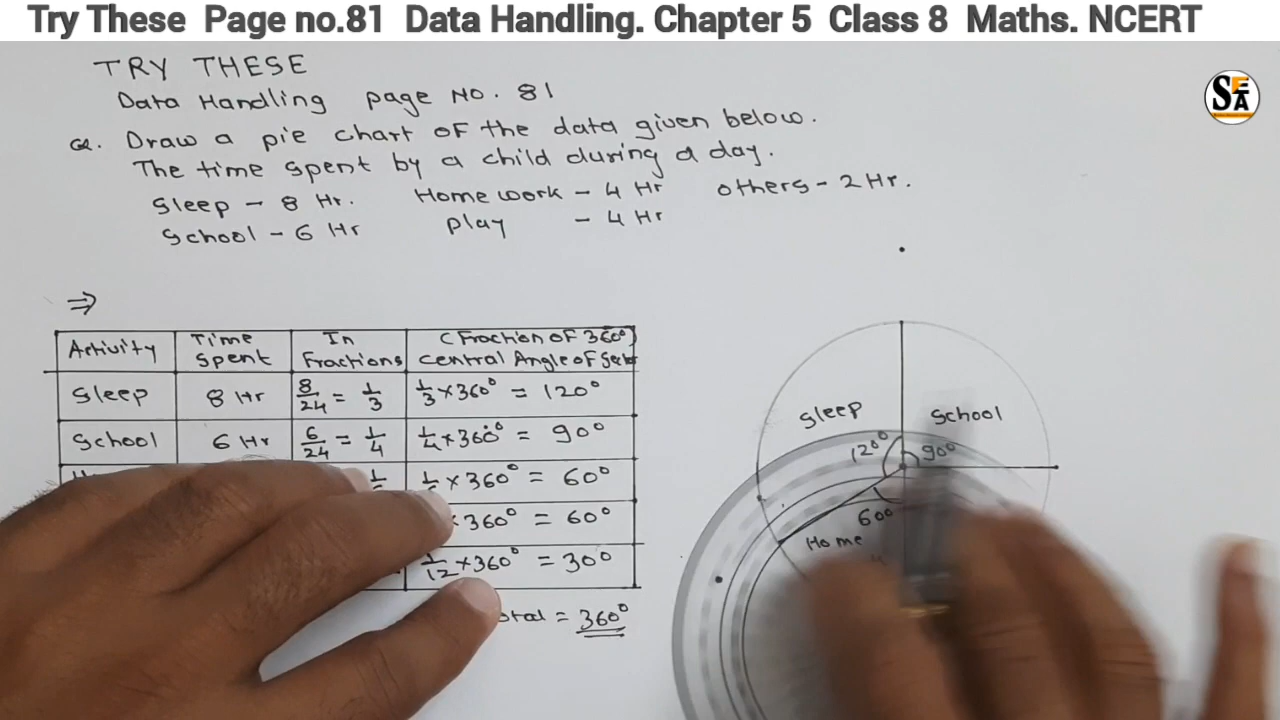 Try These Page no.81 Data Handling. Chapter 5 Class 8 Maths. NCERT
SETA
TRY THESE
Data Handling page No. 81
Q. Draw a pie chart of the data given below.
The time spent by a child during a day.
Sleep - 8 Hr. Home work - 4 Hr others - 2 Hr.
School - 6 Hr play - 4 Hr
⇒
Activity Time Spent In Fractions (Fraction of 360°) Central Angle of Sector
Sleep 8 Hr 8/24 = 1/3 1/3 × 360° = 120°
School 6 Hr 6/24 = 1/4 1/4 × 360° = 90°
× 360° = 60°
× 360° = 60°
1/12 × 360° = 30°
= 360°
Sleep School
120° 90°
60°
Home